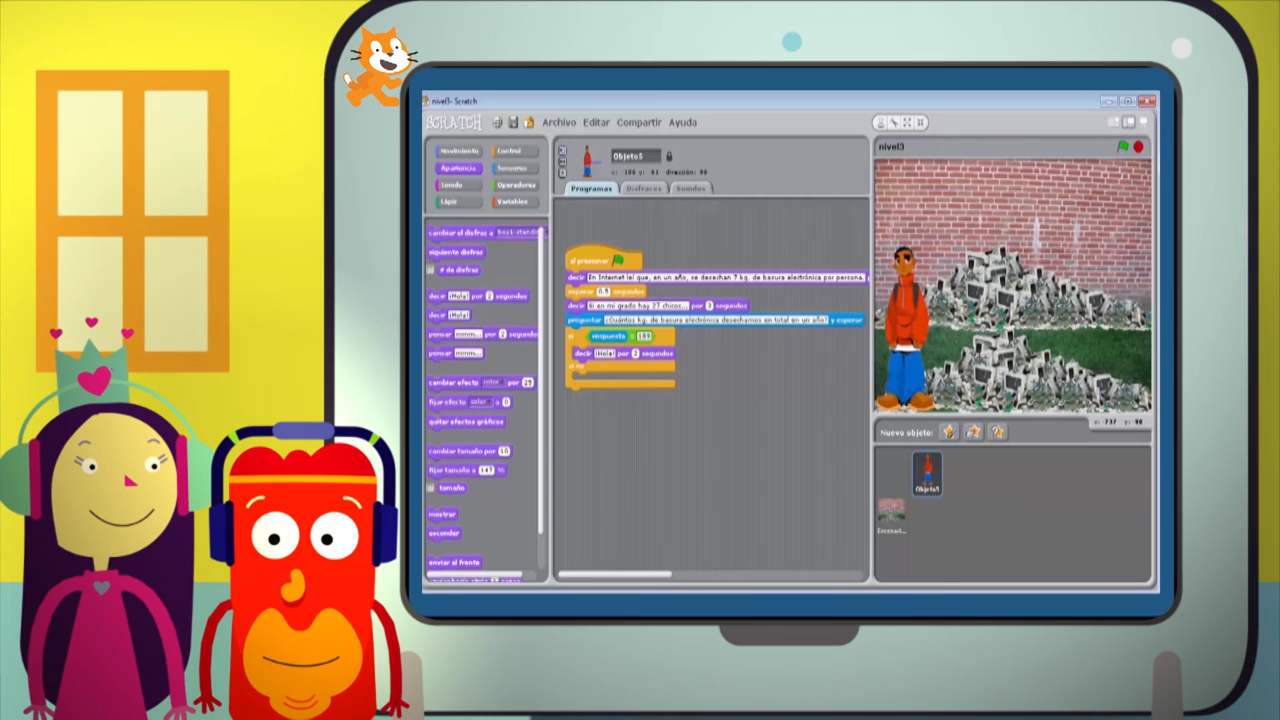 nivel3- Scratch
SCRATCH Archivo Editar Compartir Ayuda
Movimiento Control
Apariencia Sensores
Sonido Operadores
Lápiz Variables
cambiar el disfraz a
siguiente disfraz
# de disfraz
decir ¡Hola! por 2 segundos
decir ¡Hola!
pensar mmm... por 2 segundos
pensar mmm...
cambiar efecto color por 25
fijar efecto color a 0
quitar efectos gráficos
cambiar tamaño por 10
fijar tamaño a 147 %
tamaño
mostrar
esconder
enviar al frente
Objeto5
dirección: 90
Programas Disfraces Sonidos
al presionar
decir En Internet leí que, en un año, se desechan 7 kg. de basura electrónica por persona.
esperar 0.5 segundos
decir Si en mi grado hay 27 chicos... por 3 segundos
preguntar ¿Cuántos kg. de basura electrónica desechamos en total en un año? y esperar
si respuesta = 189
decir ¡Hola! por 2 segundos
si no
nivel3
Nuevo objeto:
Objeto5
Escenari...